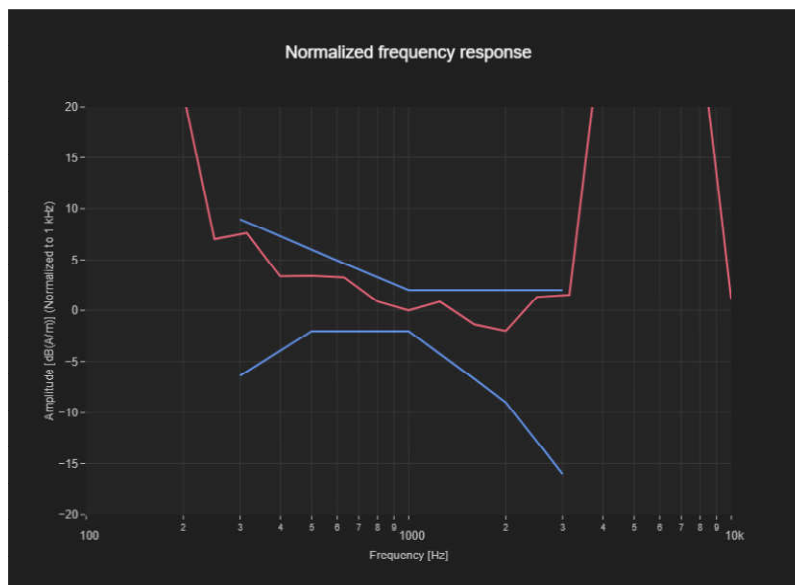 Normalized frequency response
Amplitude [dB(A/m)] (Normalized to 1 kHz)
20
15
10
5
0
−5
−10
−15
−20
100 2 3 4 5 6 7 8 9 1000 2 3 4 5 6 7 8 9 10k
Frequency [Hz]